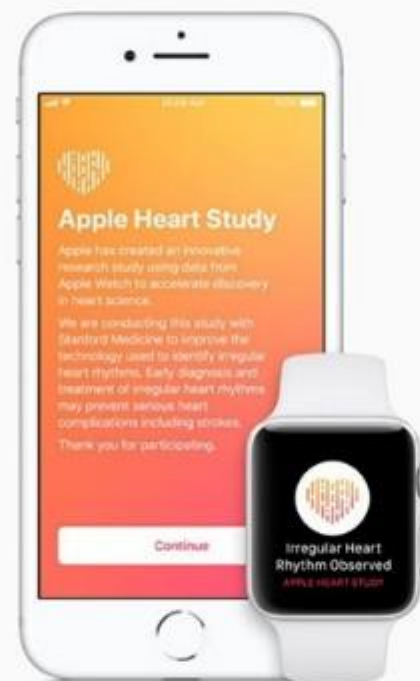 Apple Heart Study
Apple has created an innovative
research study using data from
Apple Watch to accelerate discovery
in heart science.
We are conducting this study with
Stanford Medicine to improve the
technology used to identify irregular
heart rhythms. Early diagnosis and
treatment of irregular heart rhythms
may prevent serious heart
complications including strokes.
Thank you for participating.
Continue
Irregular Heart
Rhythm Observed
APPLE HEART STUDY